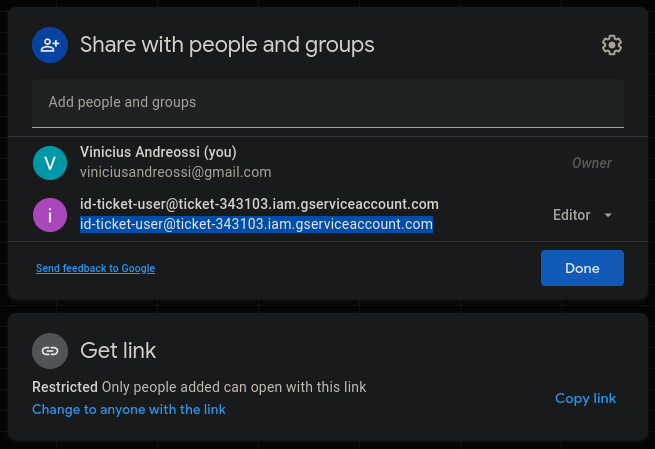 Share with people and groups
Add people and groups
V
Vinicius Andreossi (you)
viniciusandreossi@gmail.com
Owner
i
id-ticket-user@ticket-343103.iam.gserviceaccount.com
id-ticket-user@ticket-343103.iam.gserviceaccount.com
Editor
Send feedback to Google
Done
Get link
Restricted Only people added can open with this link
Change to anyone with the link
Copy link